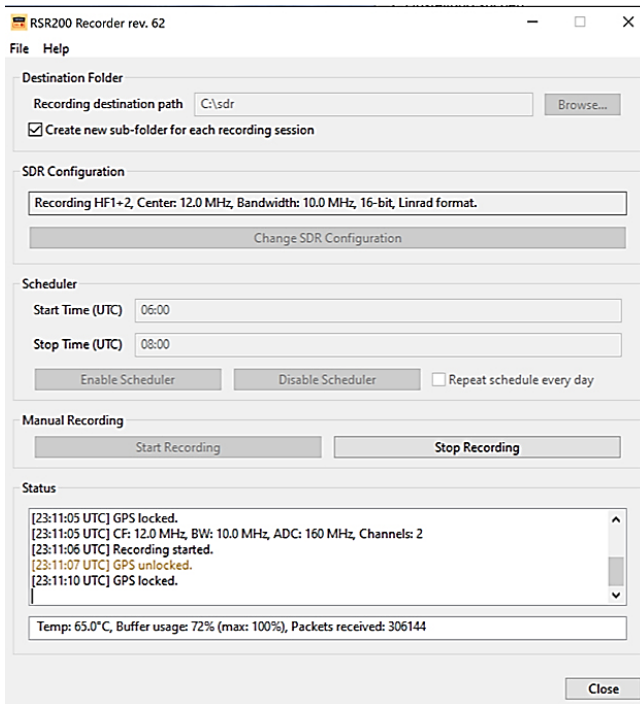 RSR200 Recorder rev. 62
File Help
Destination Folder
Recording destination path C:\sdr Browse...
Create new sub-folder for each recording session
SDR Configuration
Recording HF1+2, Center: 12.0 MHz, Bandwidth: 10.0 MHz, 16-bit, Linrad format.
Change SDR Configuration
Scheduler
Start Time (UTC) 06:00
Stop Time (UTC) 08:00
Enable Scheduler Disable Scheduler Repeat schedule every day
Manual Recording
Start Recording Stop Recording
Status
[23:11:05 UTC] GPS locked.
[23:11:05 UTC] CF: 12.0 MHz, BW: 10.0 MHz, ADC: 160 MHz, Channels: 2
[23:11:06 UTC] Recording started.
[23:11:07 UTC] GPS unlocked.
[23:11:10 UTC] GPS locked.
Temp: 65.0°C, Buffer usage: 72% (max: 100%), Packets received: 306144
Close